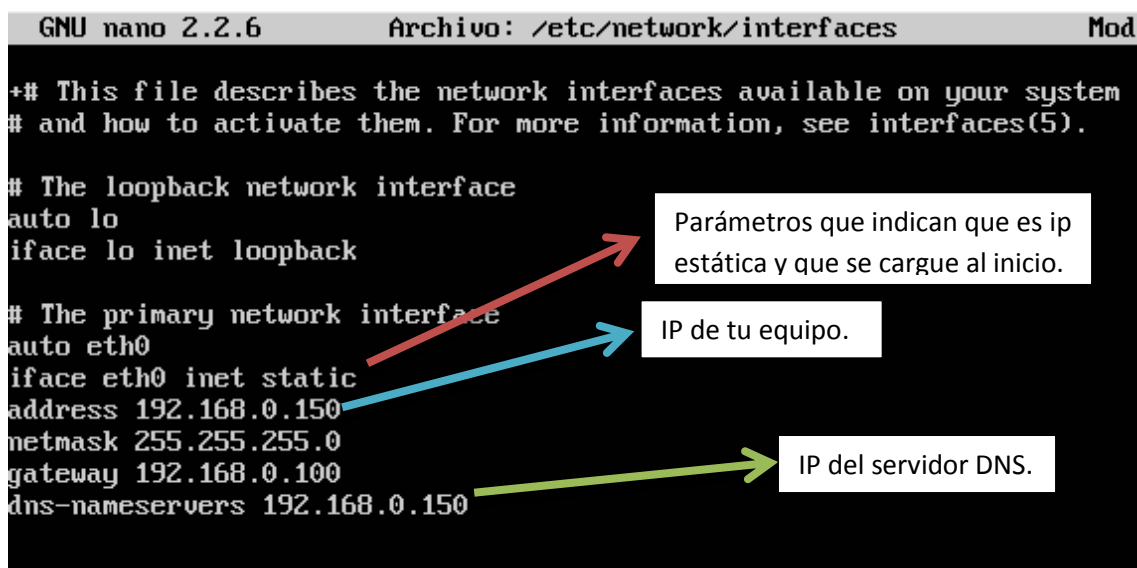 GNU nano 2.2.6 Archivo: /etc/network/interfaces Mod
+# This file describes the network interfaces available on your system
# and how to activate them. For more information, see interfaces(5).
# The loopback network interface
auto lo
iface lo inet loopback
Parámetros que indican que es ip
estática y que se cargue al inicio.
# The primary network interface
auto eth0
iface eth0 inet static
address 192.168.0.150
netmask 255.255.255.0
gateway 192.168.0.100
dns-nameservers 192.168.0.150
IP de tu equipo.
IP del servidor DNS.